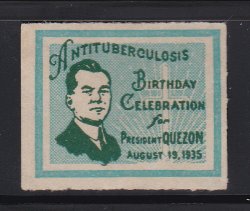 ANTITUBERCULOSIS
BIRTHDAY
CELEBRATION
for
PRESIDENT QUEZON
AUGUST 19, 1935